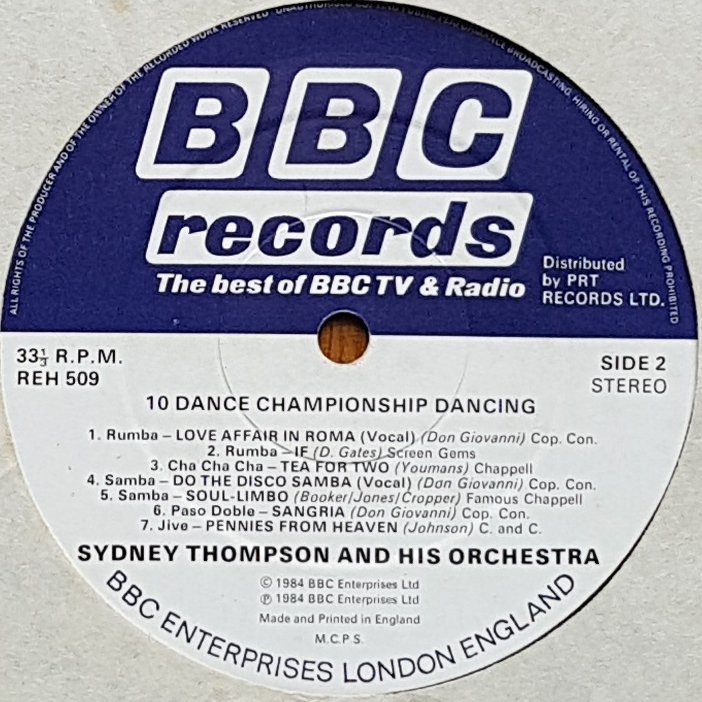 ALL RIGHTS OF THE PRODUCER AND OF THE OWNER OF THE RECORDED WORK RESERVED - UNAUTHORISED COPYING PUBLIC PERFORMANCE BROADCASTING, HIRING OR RENTAL OF THIS RECORDING PROHIBITED
BBC
records
The best of BBC TV & Radio
Distributed
by PRT
RECORDS LTD.
33⅓ R.P.M.
REH 509
SIDE 2
STEREO
10 DANCE CHAMPIONSHIP DANCING
1. Rumba – LOVE AFFAIR IN ROMA (Vocal) (Don Giovanni) Cop. Con.
2. Rumba – IF (D. Gates) Screen Gems
3. Cha Cha Cha – TEA FOR TWO (Youmans) Chappell
4. Samba – DO THE DISCO SAMBA (Vocal) (Don Giovanni) Cop. Con.
5. Samba – SOUL-LIMBO (Booker/Jones/Cropper) Famous Chappell
6. Paso Doble – SANGRIA (Don Giovanni) Cop. Con.
7. Jive – PENNIES FROM HEAVEN (Johnson) C. and C.
SYDNEY THOMPSON AND HIS ORCHESTRA
© 1984 BBC Enterprises Ltd
℗ 1984 BBC Enterprises Ltd
Made and Printed in England
M.C.P.S.
BBC ENTERPRISES LONDON ENGLAND